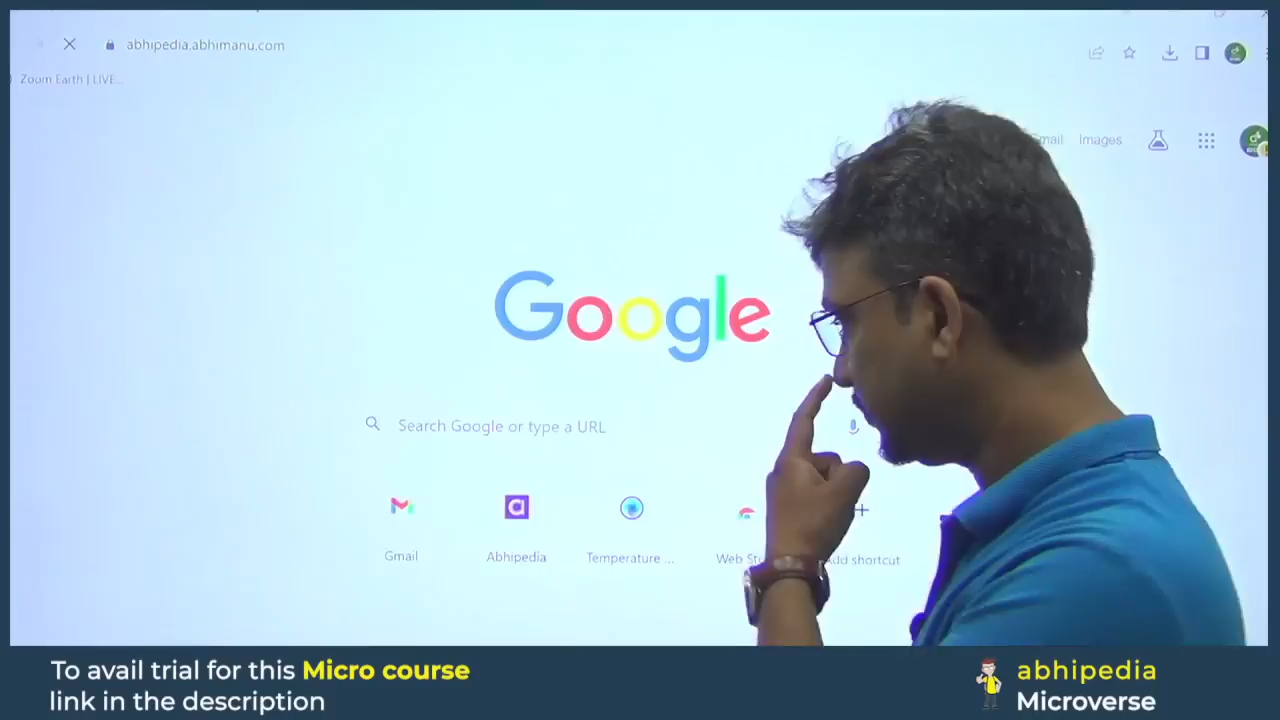 abhipedia.abhimanu.com
Zoom Earth | LIVE...
Images
Google
Search Google or type a URL
Gmail
Abhipedia
Temperature ...
Web
shortcut
To avail trial for this Micro course
link in the description
abhipedia
Microverse